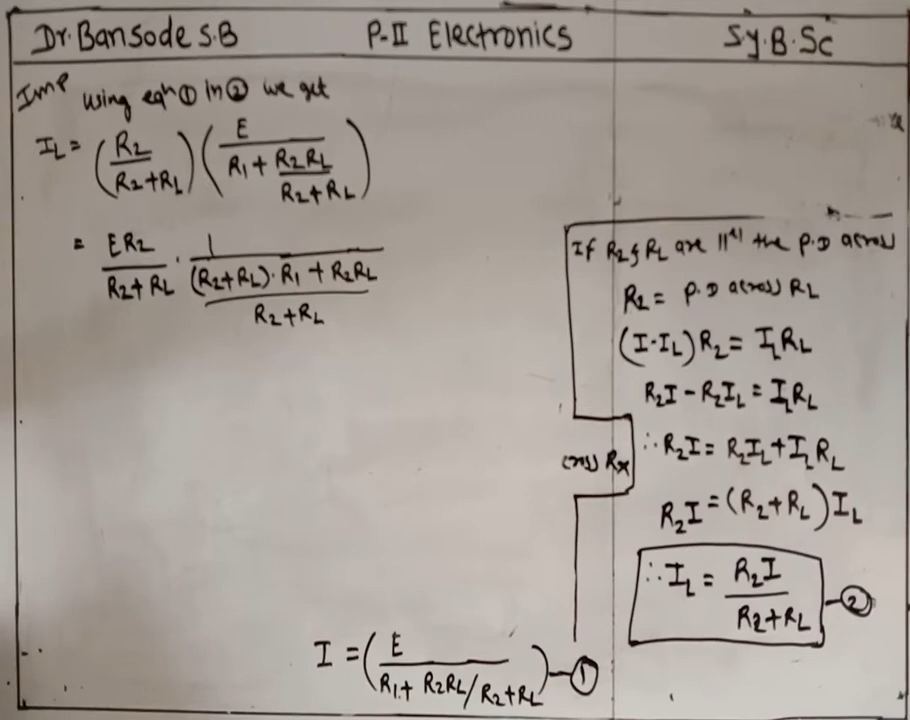 Dr. Bansode S.B P-II Electronics S.y.B.Sc
Imp Using eqn ① in ② we get
I_L = (R2/(R2+RL)) (E/(R1 + R2RL/(R2+RL)))
= ER2/(R2+RL) · 1/(((R2+RL)·R1 + R2RL)/(R2+RL))
If R2 & RL are ||el the P.D across
R2 = P.D across RL
(I-IL)R2 = ILRL
R2I - R2IL = ILRL
∴ R2I = R2IL + ILRL
R2I = (R2+RL)IL
∴ IL = R2I/(R2+RL) — ②
I = (E/(R1+ R2RL/R2+RL)) — ①